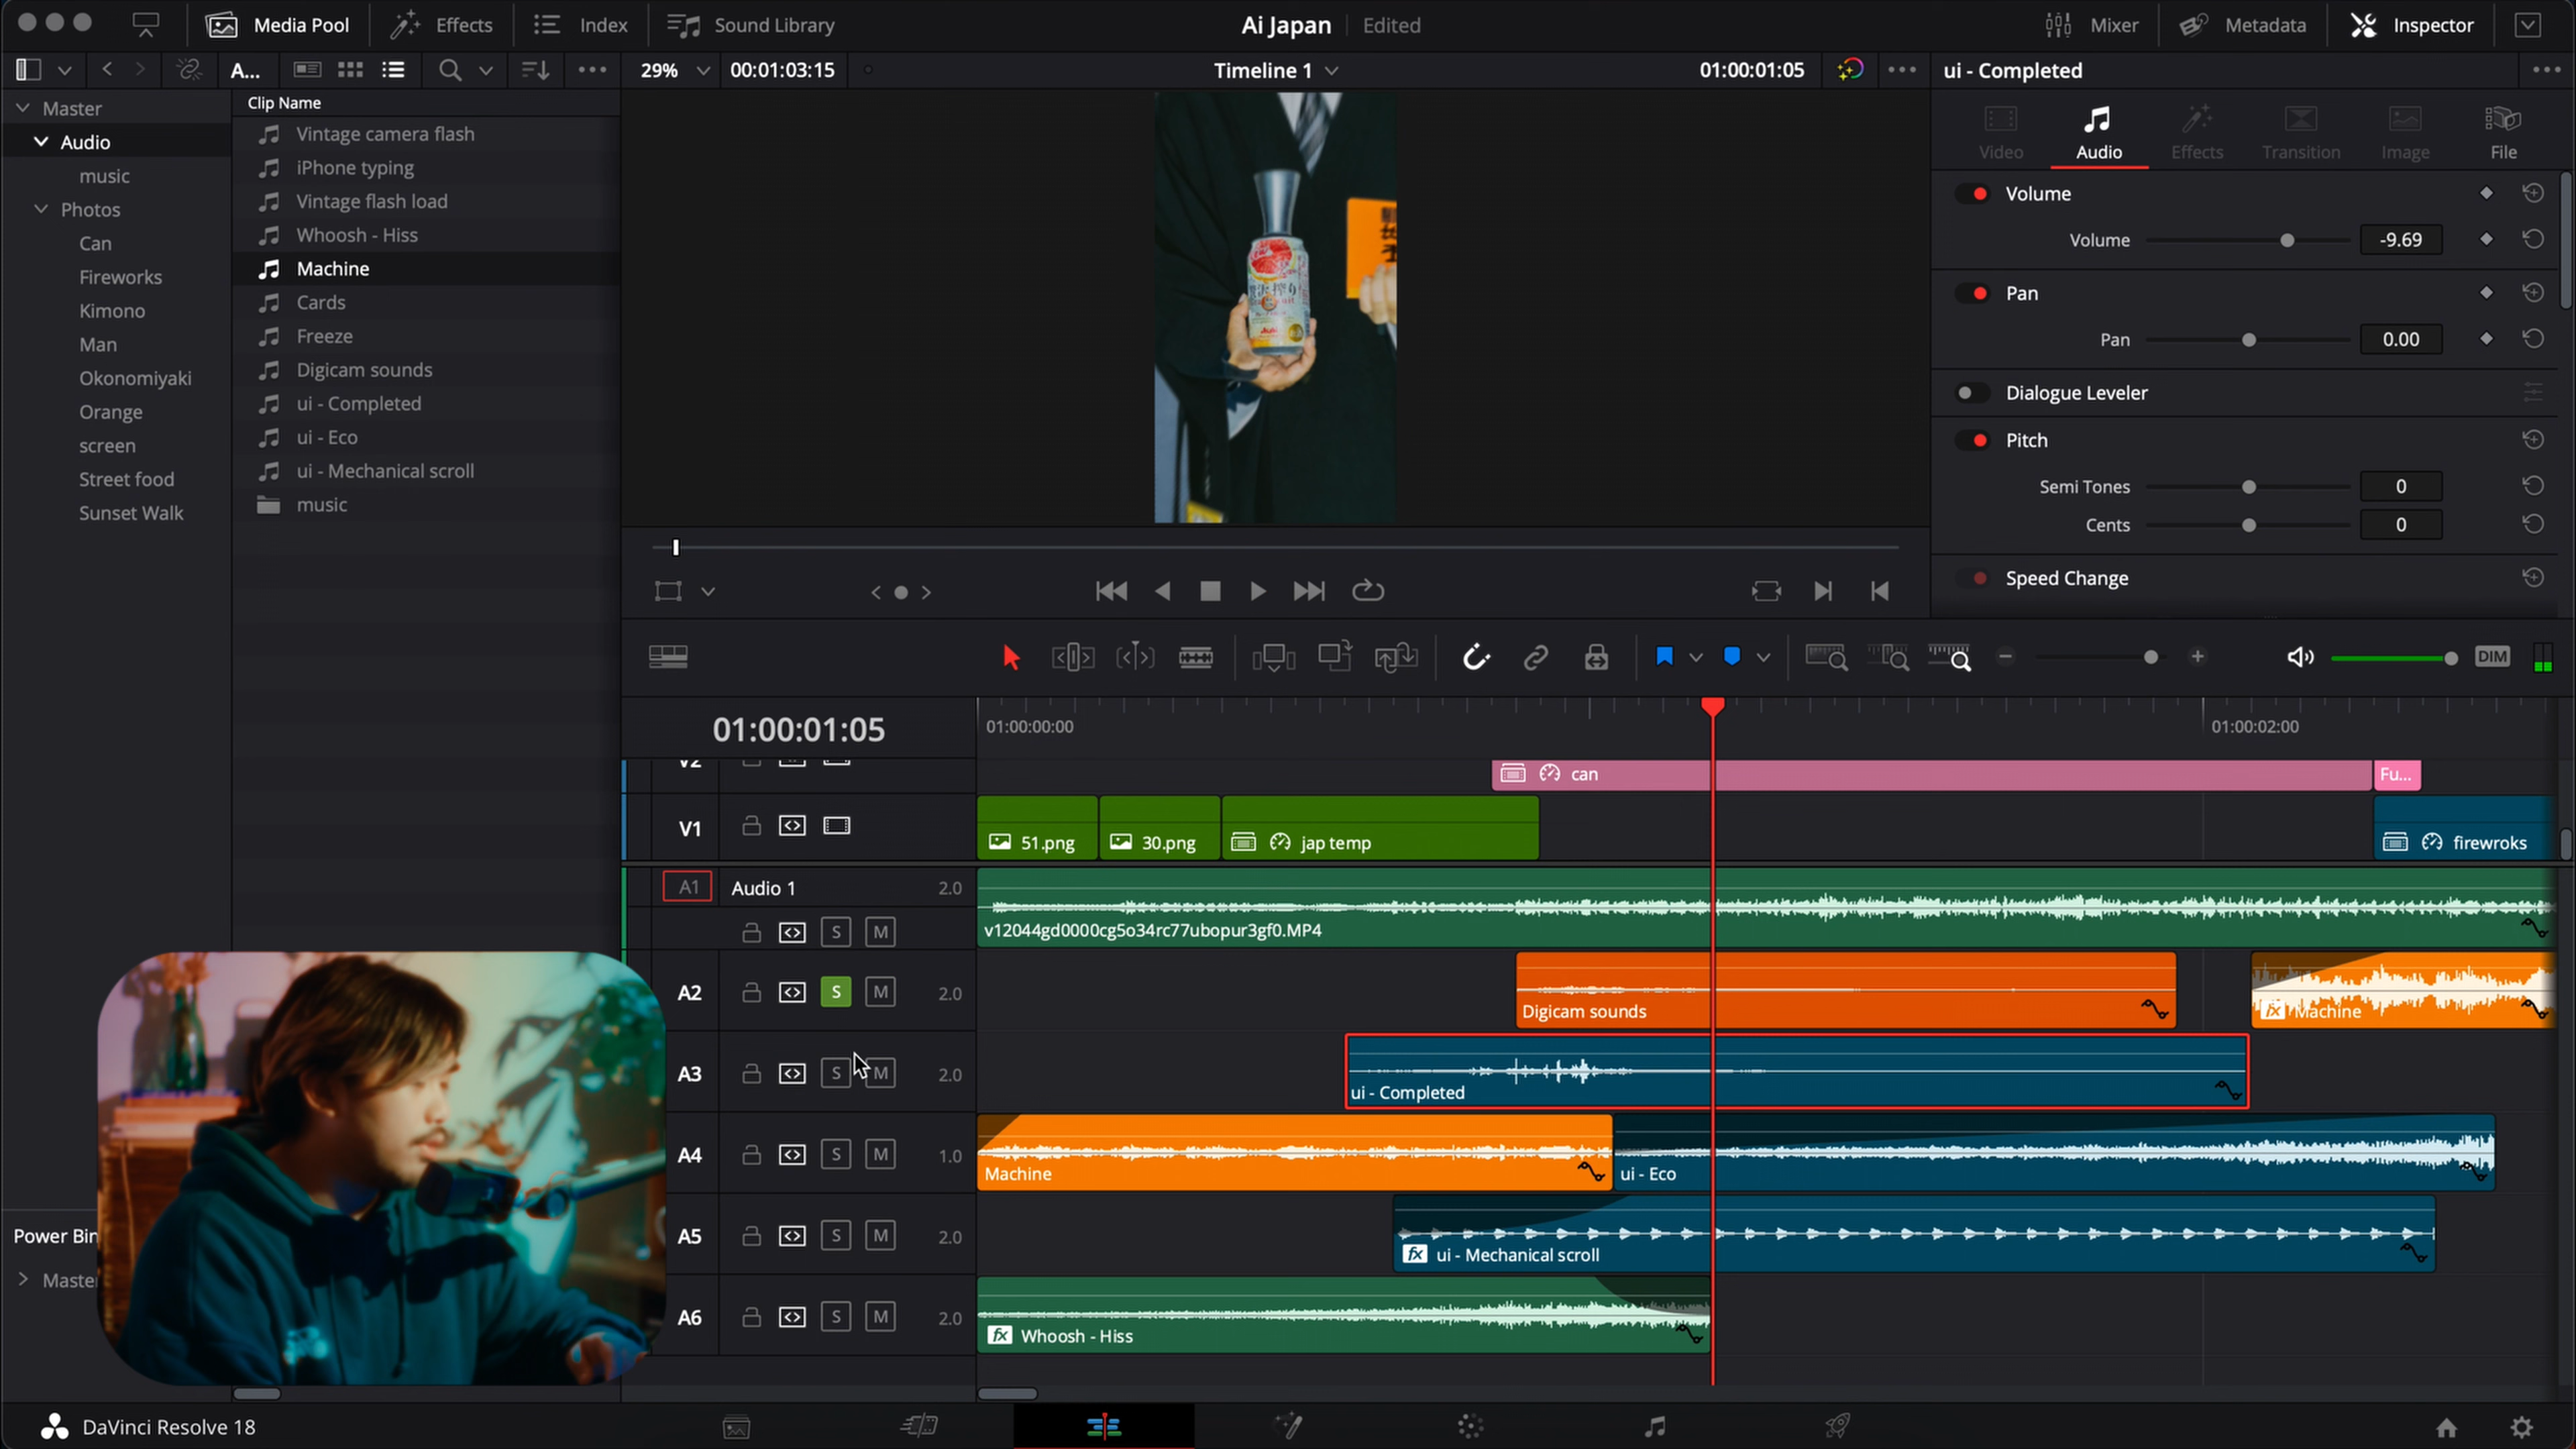 Media Pool Effects Index Sound Library Ai Japan Edited Mixer Metadata Inspector
A... 29% 00:01:03:15 Timeline 1 01:00:01:05 ui - Completed
Master
Audio
music
Photos
Can
Fireworks
Kimono
Man
Okonomiyaki
Orange
screen
Street food
Sunset Walk
Clip Name
Vintage camera flash
iPhone typing
Vintage flash load
Whoosh - Hiss
Machine
Cards
Freeze
Digicam sounds
ui - Completed
ui - Eco
ui - Mechanical scroll
music
Video Audio Effects Transition Image File
Volume
Volume -9.69
Pan
Pan 0.00
Dialogue Leveler
Pitch
Semi Tones 0
Cents 0
Speed Change
DIM
01:00:01:05 01:00:00:00 01:00:02:00
V2 can Fu...
V1 51.png 30.png jap temp firewroks
A1 Audio 1 2.0
S M v12044gd0000cg5o34rc77ubopur3gf0.MP4
A2 S M 2.0 Digicam sounds Machine
A3 S M 2.0 ui - Completed
A4 S M 1.0 Machine ui - Eco
A5 S M 2.0 ui - Mechanical scroll
A6 S M 2.0 Whoosh - Hiss
Power Bin
Master
DaVinci Resolve 18